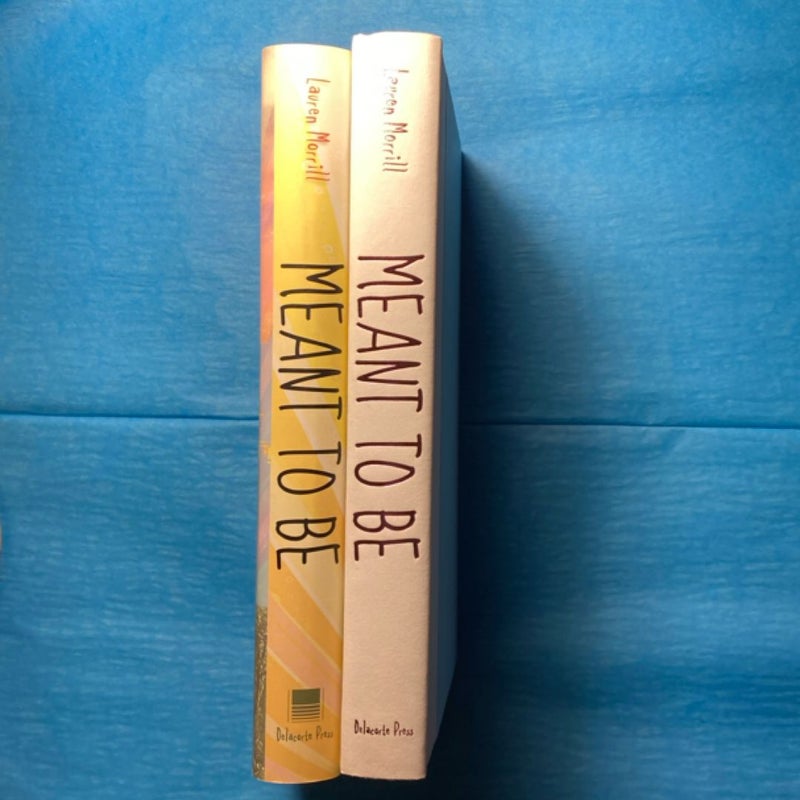 Lauren Morrill
MEANT TO BE
Delacorte Press
Lauren Morrill
MEANT TO BE
Delacorte Press